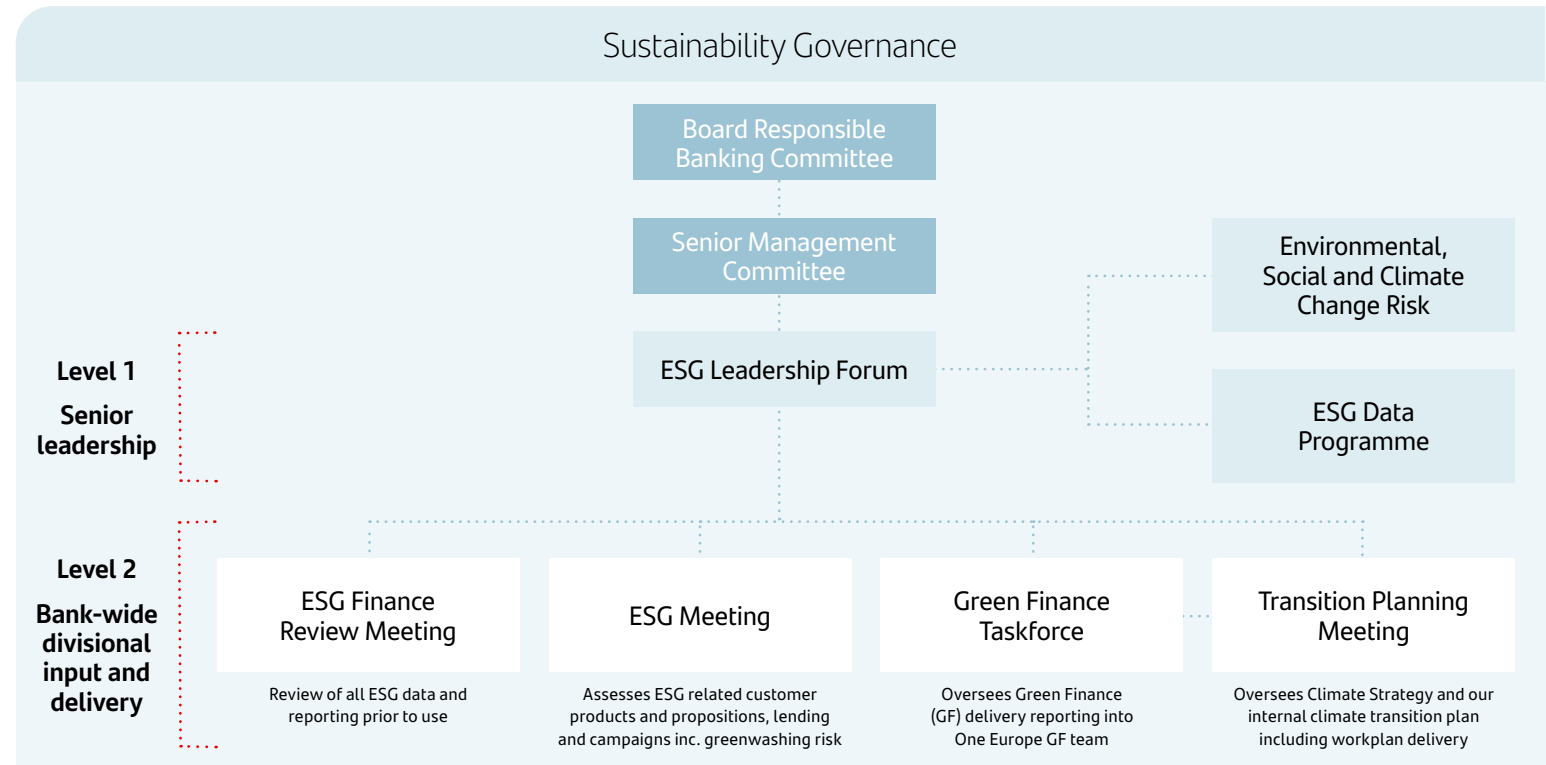 Sustainability Governance
Board Responsible
Banking Committee
Senior Management
Committee
Environmental,
Social and Climate
Change Risk
Level 1
Senior
leadership
ESG Leadership Forum
ESG Data
Programme
Level 2
Bank-wide
divisional
input and
delivery
ESG Finance
Review Meeting
Review of all ESG data and
reporting prior to use
ESG Meeting
Assesses ESG related customer
products and propositions, lending
and campaigns inc. greenwashing risk
Green Finance
Taskforce
Oversees Green Finance
(GF) delivery reporting into
One Europe GF team
Transition Planning
Meeting
Oversees Climate Strategy and our
internal climate transition plan
including workplan delivery